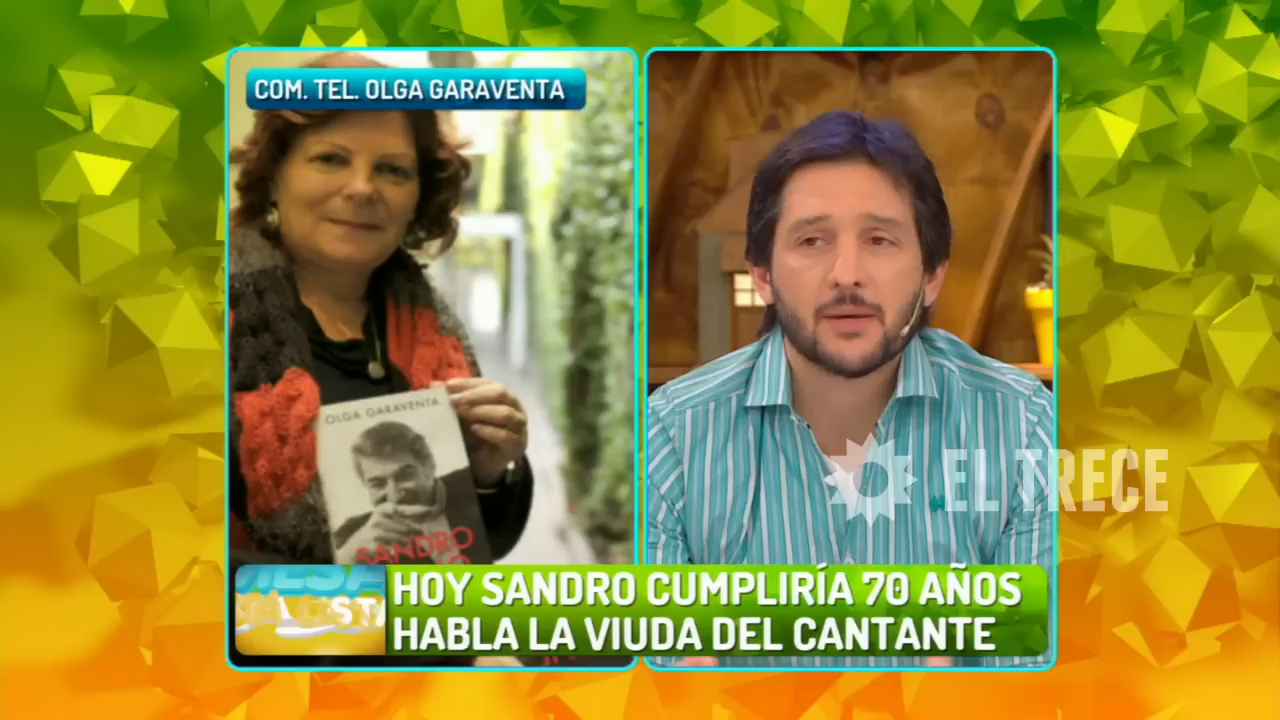 COM. TEL. OLGA GARAVENTA
OLGA GARAVENTA
SANDRO
EL TRECE
HOY SANDRO CUMPLIRÍA 70 AÑOS
HABLA LA VIUDA DEL CANTANTE